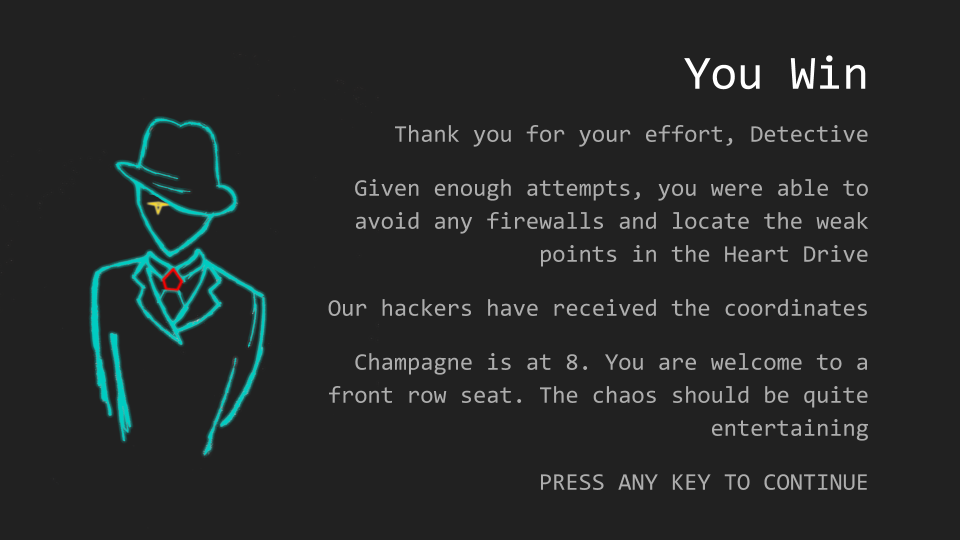 You Win
Thank you for your effort, Detective
Given enough attempts, you were able to
avoid any firewalls and locate the weak
points in the Heart Drive
Our hackers have received the coordinates
Champagne is at 8. You are welcome to a
front row seat. The chaos should be quite
entertaining
PRESS ANY KEY TO CONTINUE